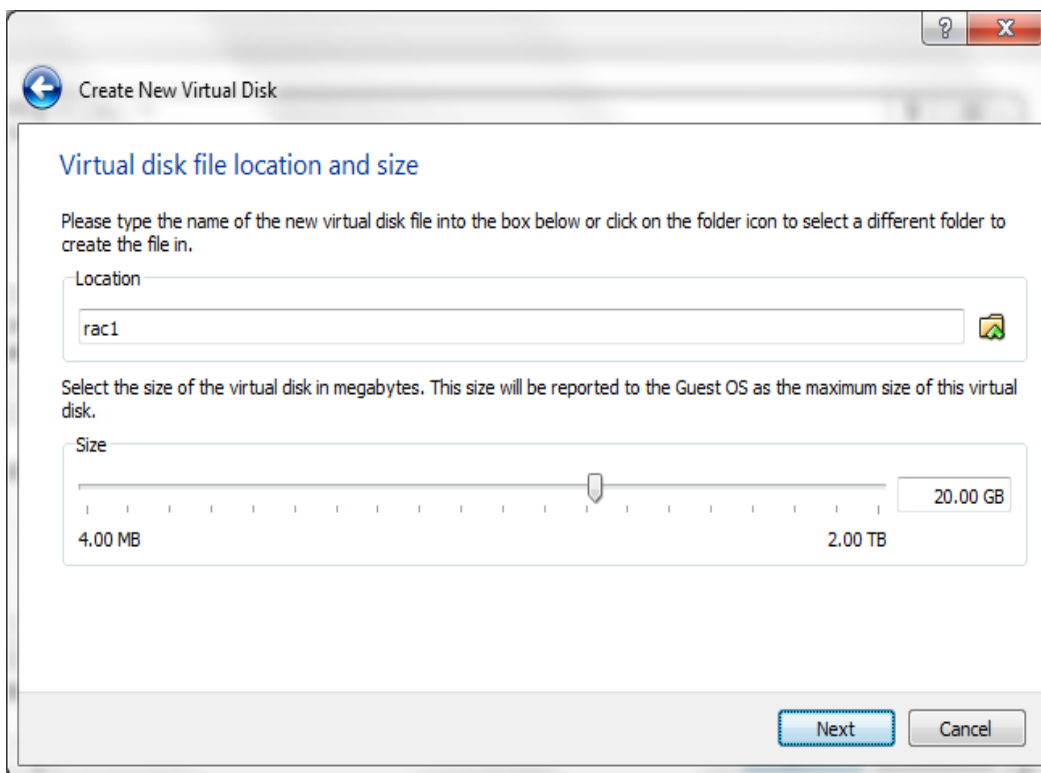 ?
X
Create New Virtual Disk
Virtual disk file location and size
Please type the name of the new virtual disk file into the box below or click on the folder icon to select a different folder to
create the file in.
Location
rac1
Select the size of the virtual disk in megabytes. This size will be reported to the Guest OS as the maximum size of this virtual
disk.
Size
20.00 GB
4.00 MB
2.00 TB
Next
Cancel